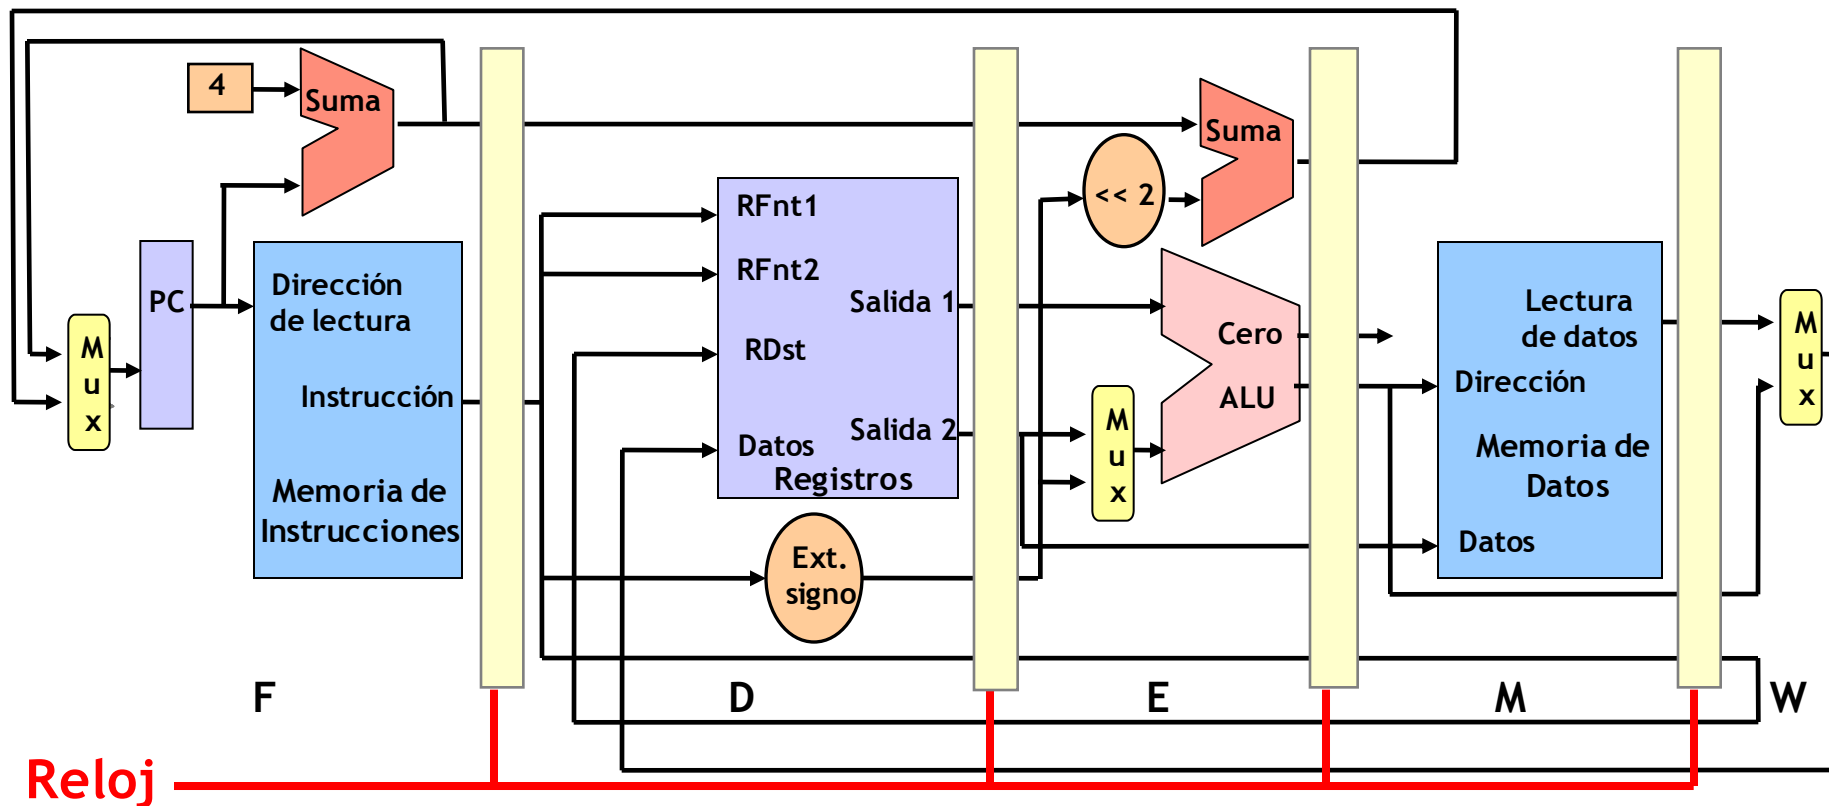 4
Suma
Suma
<< 2
RFnt1
RFnt2
Salida 1
RDst
Salida 2
Datos
Registros
PC
Dirección
de lectura
Instrucción
Memoria de
Instrucciones
M
u
x
Cero
ALU
M
u
x
Lectura
de datos
Dirección
Memoria de
Datos
Datos
M
u
x
Ext.
signo
F
D
E
M
W
Reloj